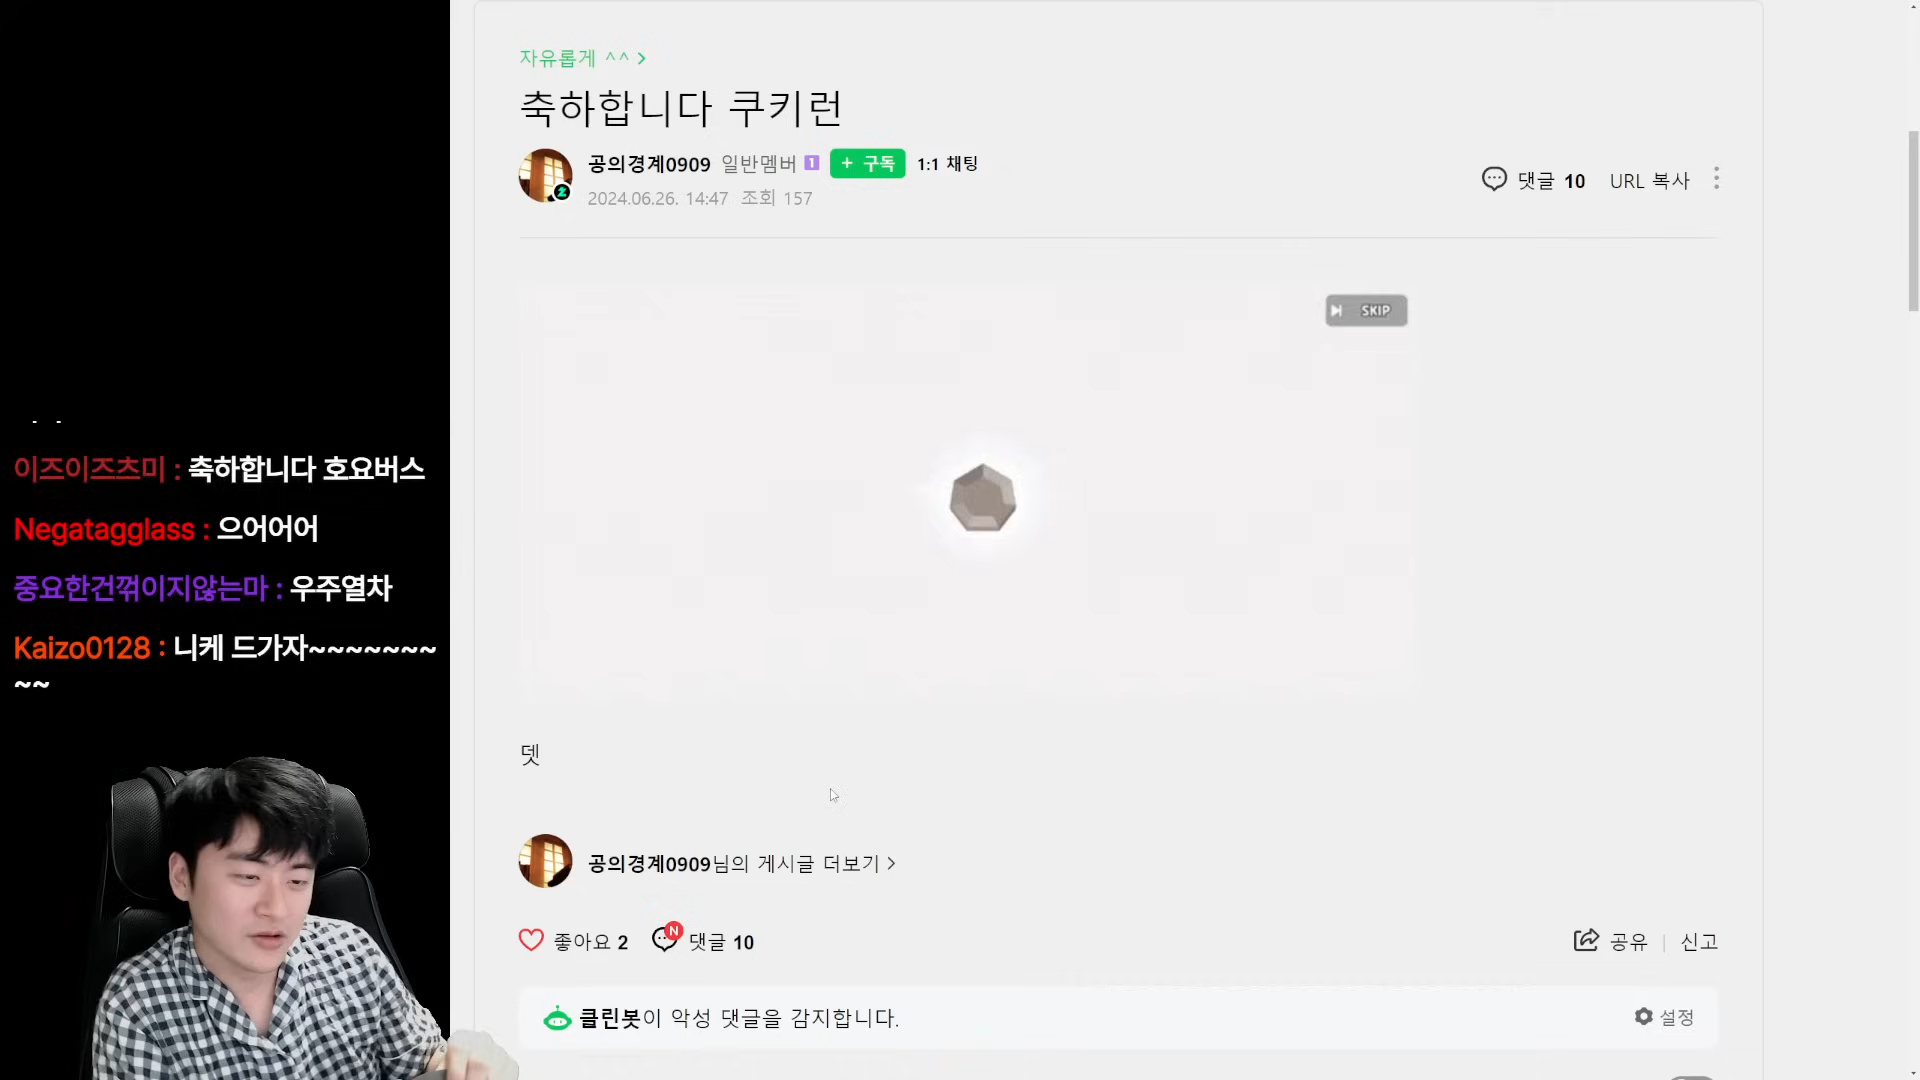 자유롭게 ^^ >
축하합니다 쿠키런
공의경계0909 일반멤버 1 + 구독 1:1 채팅
2024.06.26. 14:47 조회 157
댓글 10 URL 복사
SKIP
이즈이즈츠미 : 축하합니다 호요버스
Negatagglass : 으어어어
중요한건꺾이지않는마 : 우주열차
Kaizo0128 : 니케 드가자~~~~~~~
~~
뎃
공의경계0909님의 게시글 더보기 >
좋아요 2 N 댓글 10
공유 | 신고
클린봇이 악성 댓글을 감지합니다.
설정